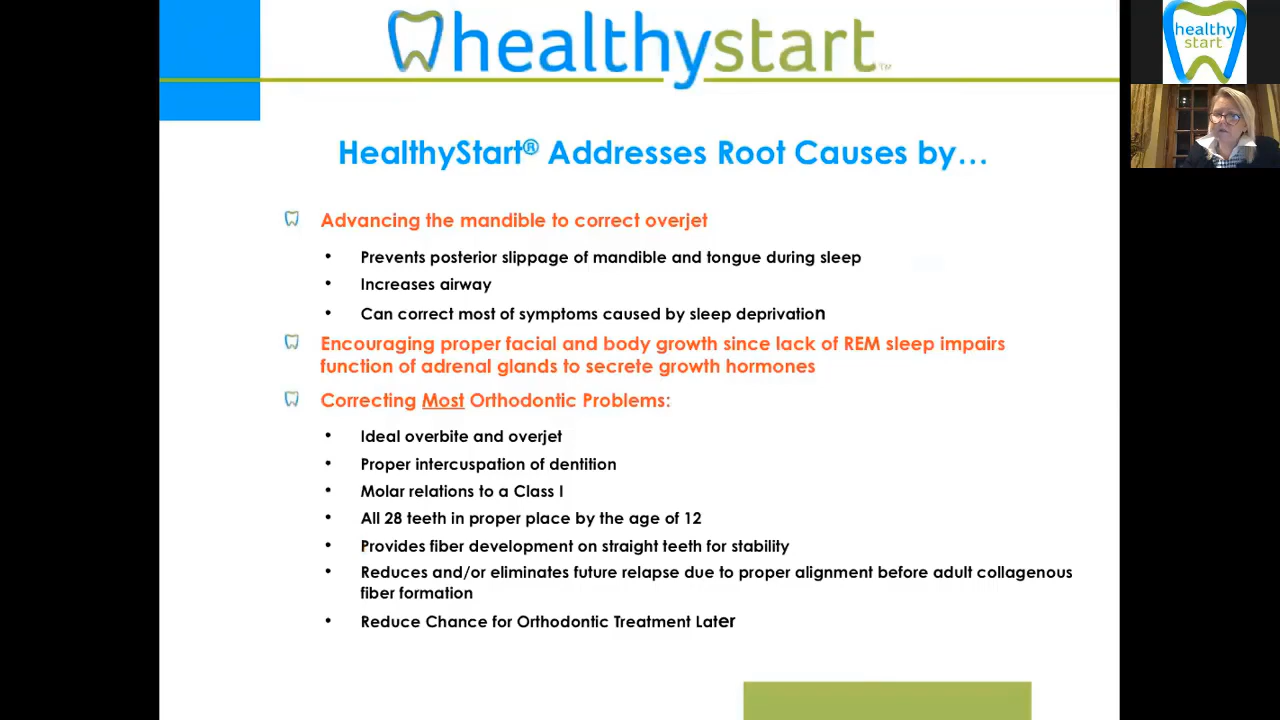 healthystart™
healthy
start
HealthyStart® Addresses Root Causes by…
Advancing the mandible to correct overjet
• Prevents posterior slippage of mandible and tongue during sleep
• Increases airway
• Can correct most of symptoms caused by sleep deprivation
Encouraging proper facial and body growth since lack of REM sleep impairs
function of adrenal glands to secrete growth hormones
Correcting Most Orthodontic Problems:
• Ideal overbite and overjet
• Proper intercuspation of dentition
• Molar relations to a Class I
• All 28 teeth in proper place by the age of 12
• Provides fiber development on straight teeth for stability
• Reduces and/or eliminates future relapse due to proper alignment before adult collagenous
fiber formation
• Reduce Chance for Orthodontic Treatment Later